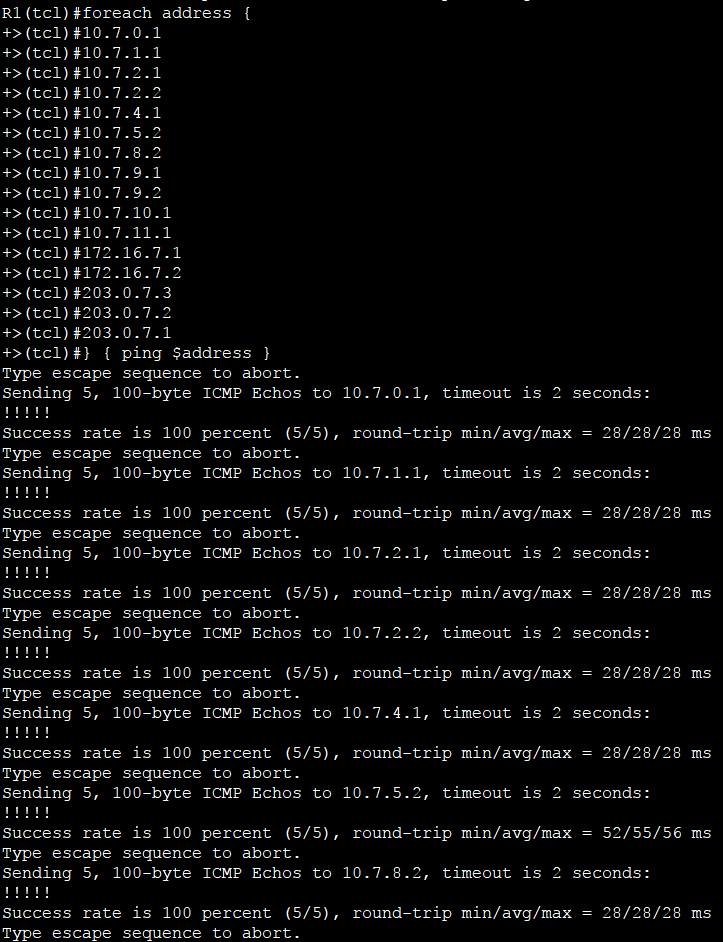 R1(tcl)#foreach address {
+>(tcl)#10.7.0.1
+>(tcl)#10.7.1.1
+>(tcl)#10.7.2.1
+>(tcl)#10.7.2.2
+>(tcl)#10.7.4.1
+>(tcl)#10.7.5.2
+>(tcl)#10.7.8.2
+>(tcl)#10.7.9.1
+>(tcl)#10.7.9.2
+>(tcl)#10.7.10.1
+>(tcl)#10.7.11.1
+>(tcl)#172.16.7.1
+>(tcl)#172.16.7.2
+>(tcl)#203.0.7.3
+>(tcl)#203.0.7.2
+>(tcl)#203.0.7.1
+>(tcl)#} { ping $address }
Type escape sequence to abort.
Sending 5, 100-byte ICMP Echos to 10.7.0.1, timeout is 2 seconds:
!!!!!
Success rate is 100 percent (5/5), round-trip min/avg/max = 28/28/28 ms
Type escape sequence to abort.
Sending 5, 100-byte ICMP Echos to 10.7.1.1, timeout is 2 seconds:
!!!!!
Success rate is 100 percent (5/5), round-trip min/avg/max = 28/28/28 ms
Type escape sequence to abort.
Sending 5, 100-byte ICMP Echos to 10.7.2.1, timeout is 2 seconds:
!!!!!
Success rate is 100 percent (5/5), round-trip min/avg/max = 28/28/28 ms
Type escape sequence to abort.
Sending 5, 100-byte ICMP Echos to 10.7.2.2, timeout is 2 seconds:
!!!!!
Success rate is 100 percent (5/5), round-trip min/avg/max = 28/28/28 ms
Type escape sequence to abort.
Sending 5, 100-byte ICMP Echos to 10.7.4.1, timeout is 2 seconds:
!!!!!
Success rate is 100 percent (5/5), round-trip min/avg/max = 28/28/28 ms
Type escape sequence to abort.
Sending 5, 100-byte ICMP Echos to 10.7.5.2, timeout is 2 seconds:
!!!!!
Success rate is 100 percent (5/5), round-trip min/avg/max = 52/55/56 ms
Type escape sequence to abort.
Sending 5, 100-byte ICMP Echos to 10.7.8.2, timeout is 2 seconds:
!!!!!
Success rate is 100 percent (5/5), round-trip min/avg/max = 28/28/28 ms
Type escape sequence to abort.